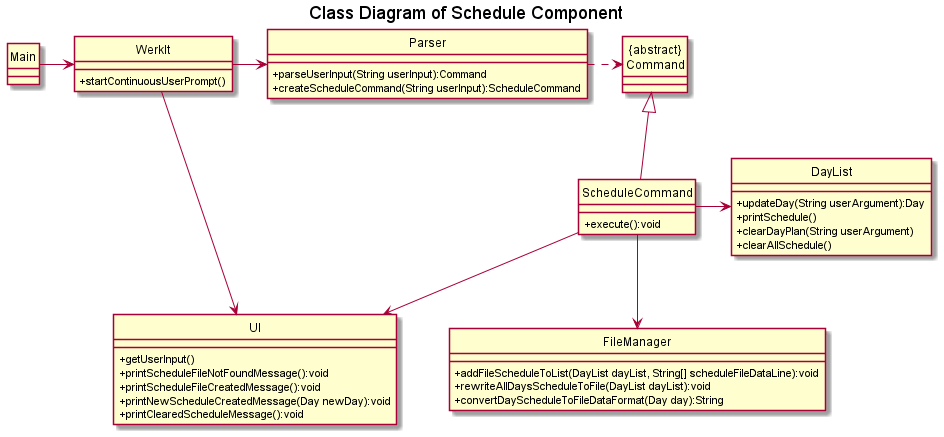 Class Diagram of Schedule Component
Main
WerkIt
+startContinuousUserPrompt()
Parser
+parseUserInput(String userInput):Command
+createScheduleCommand(String userInput):ScheduleCommand
{abstract}
Command
ScheduleCommand
+execute():void
DayList
+updateDay(String userArgument):Day
+printSchedule()
+clearDayPlan(String userArgument)
+clearAllSchedule()
UI
+getUserInput()
+printScheduleFileNotFoundMessage():void
+printScheduleFileCreatedMessage():void
+printNewScheduleCreatedMessage(Day newDay):void
+printClearedScheduleMessage():void
FileManager
+addFileScheduleToList(DayList dayList, String[] scheduleFileDataLine):void
+rewriteAllDaysScheduleToFile(DayList dayList):void
+convertDayScheduleToFileDataFormat(Day day):String